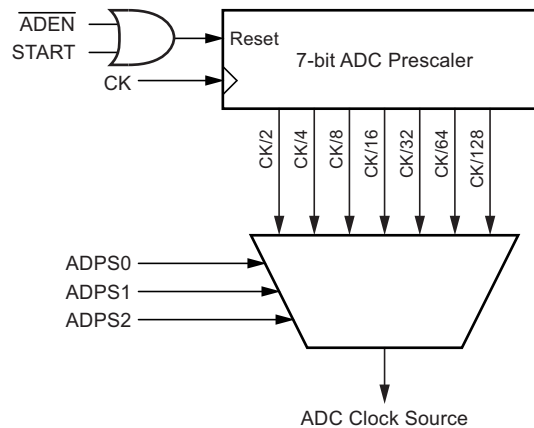 ADEN
START
CK
Reset
7-bit ADC Prescaler
CK/2
CK/4
CK/8
CK/16
CK/32
CK/64
CK/128
ADPS0
ADPS1
ADPS2
ADC Clock Source